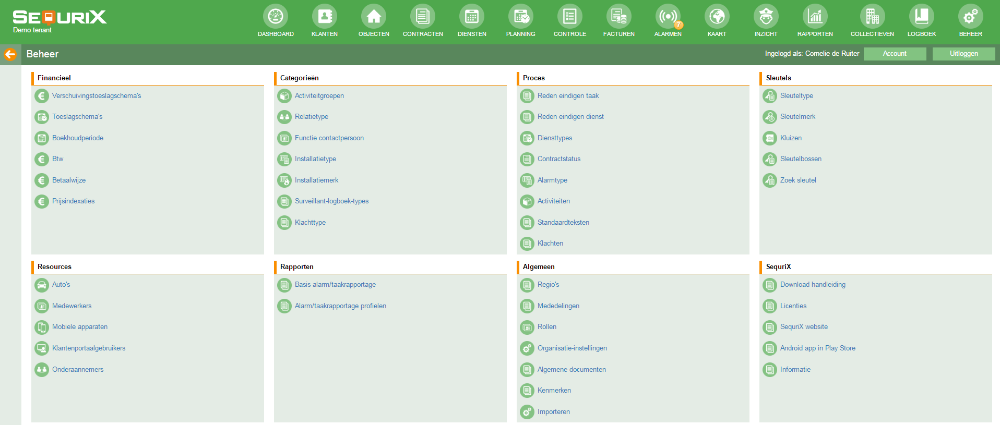 SEQURIX
Demo tenant
DASHBOARD
KLANTEN
OBJECTEN
CONTRACTEN
DIENSTEN
PLANNING
CONTROLE
FACTUREN
7
ALARMEN
KAART
INZICHT
RAPPORTEN
COLLECTIEVEN
LOGBOEK
BEHEER
Beheer
Ingelogd als: Cornelie de Ruiter
Account
Uitloggen
Financieel
Verschuivingstoeslagschema's
Toeslagschema's
Boekhoudperiode
Btw
Betaalwijze
Prijsindexaties
Categorieën
Activiteitgroepen
Relatietype
Functie contactpersoon
Installatietype
Installatiemerk
Surveillant-logboek-types
Klachttype
Proces
Reden eindigen taak
Reden eindigen dienst
Diensttypes
Contractstatus
Alarmtype
Activiteiten
Standaardteksten
Klachten
Sleutels
Sleuteltype
Sleutelmerk
Kluizen
Sleutelbossen
Zoek sleutel
Resources
Auto's
Medewerkers
Mobiele apparaten
Klantenportaalgebruikers
Onderaannemers
Rapporten
Basis alarm/taakrapportage
Alarm/taakrapportage profielen
Algemeen
Regio's
Mededelingen
Rollen
Organisatie-instellingen
Algemene documenten
Kenmerken
Importeren
SequriX
Download handleiding
Licenties
SequriX website
Android app in Play Store
Informatie